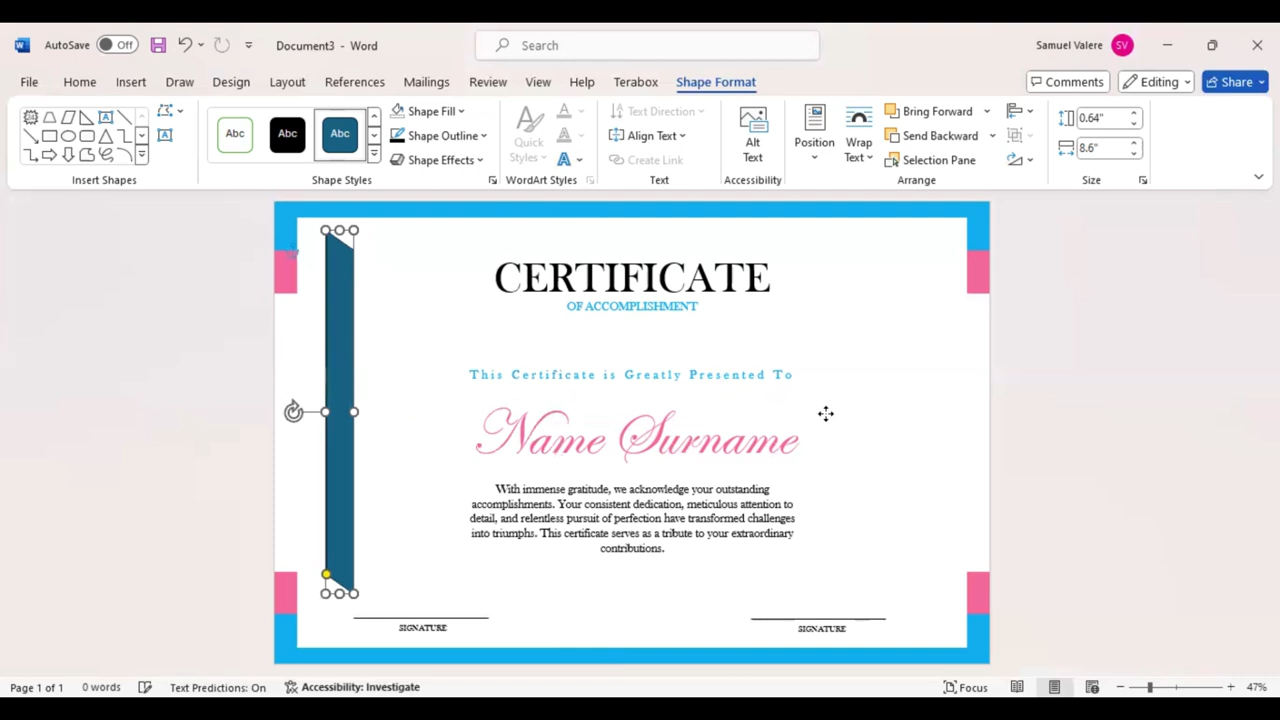 AutoSave Off Document3 - Word Search Samuel Valere SV
File Home Insert Draw Design Layout References Mailings Review View Help Terabox Shape Format Comments Editing Share
Abc Abc Abc
Shape Fill
Shape Outline
Shape Effects
Quick Styles
Text Direction
Align Text
Create Link
Alt Text
Position
Wrap Text
Bring Forward
Send Backward
Selection Pane
0.64"
8.6"
Insert Shapes Shape Styles WordArt Styles Text Accessibility Arrange Size
CERTIFICATE
OF ACCOMPLISHMENT
This Certificate is Greatly Presented To
Name Surname
With immense gratitude, we acknowledge your outstanding
accomplishments. Your consistent dedication, meticulous attention to
detail, and relentless pursuit of perfection have transformed challenges
into triumphs. This certificate serves as a tribute to your extraordinary
contributions.
SIGNATURE SIGNATURE
Page 1 of 1 0 words Text Predictions: On Accessibility: Investigate Focus 47%